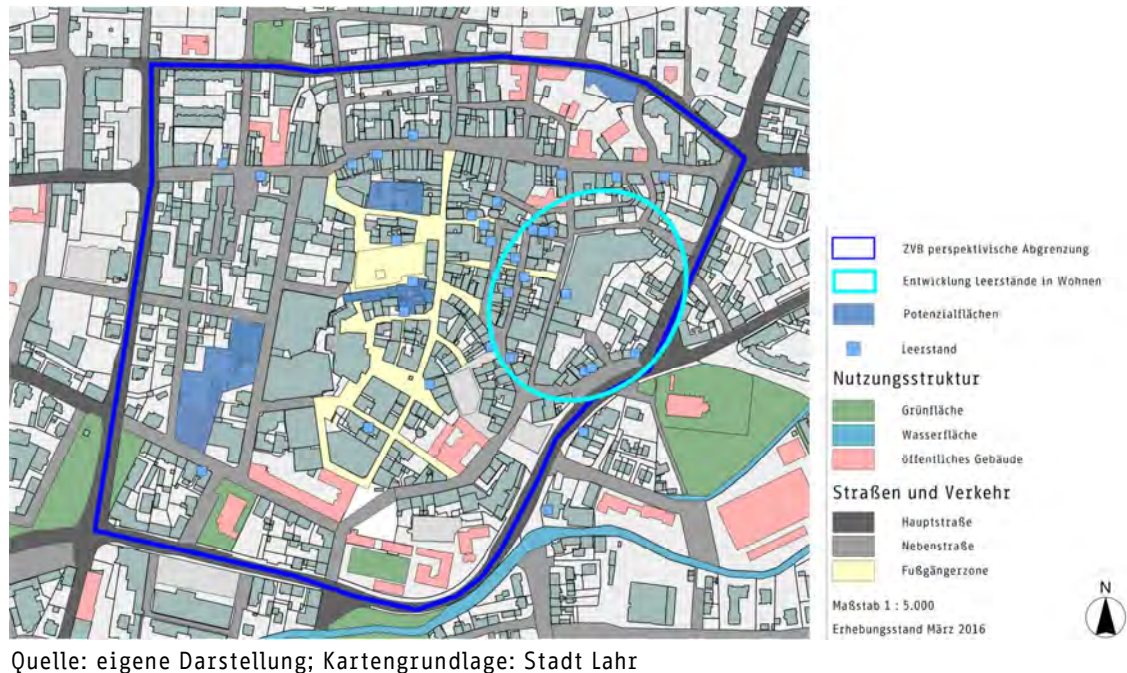 ZVB perspektivische Abgrenzung
Entwicklung Leerstände in Wohnen
Potenzialflächen
Leerstand
Nutzungsstruktur
Grünfläche
Wasserfläche
öffentliches Gebäude
Straßen und Verkehr
Hauptstraße
Nebenstraße
Fußgängerzone
N
Maßstab 1 : 5.000
Erhebungsstand März 2016
Quelle: eigene Darstellung; Kartengrundlage: Stadt Lahr